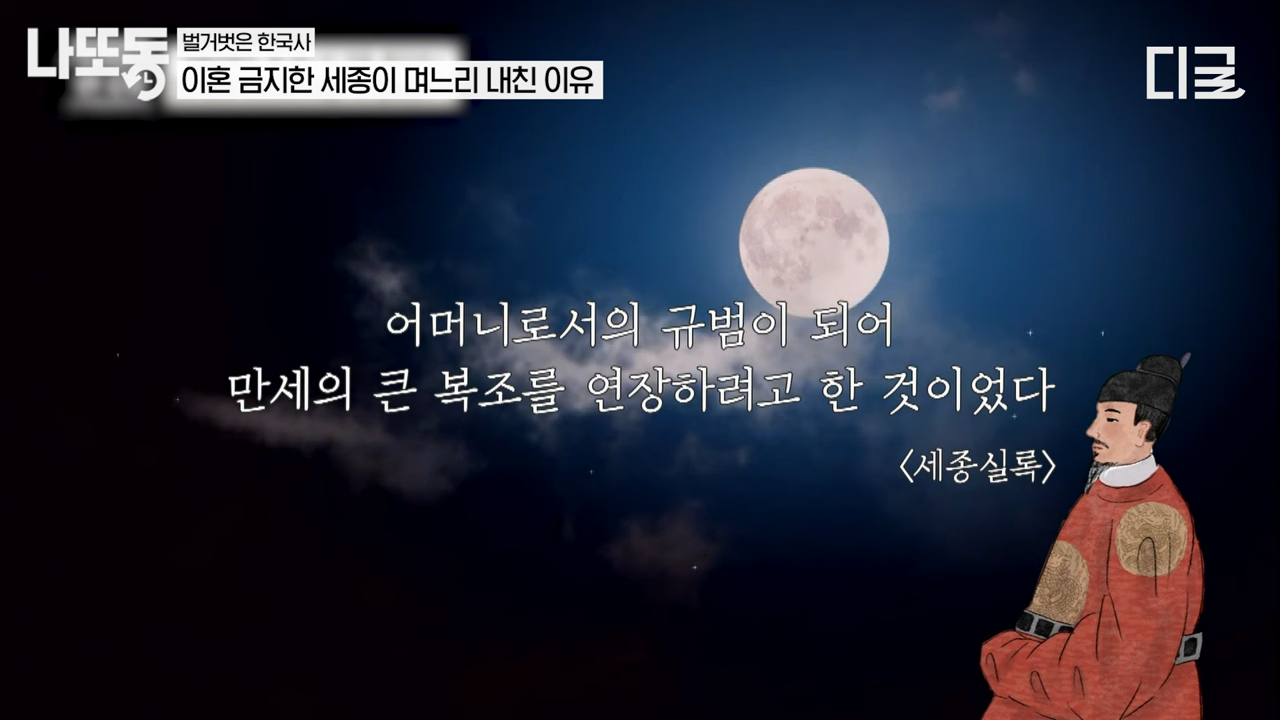 나또동
벌거벗은 한국사
이혼 금지한 세종이 며느리 내친 이유
디글
어머니로서의 규범이 되어
만세의 큰 복조를 연장하려고 한 것이었다
〈세종실록〉